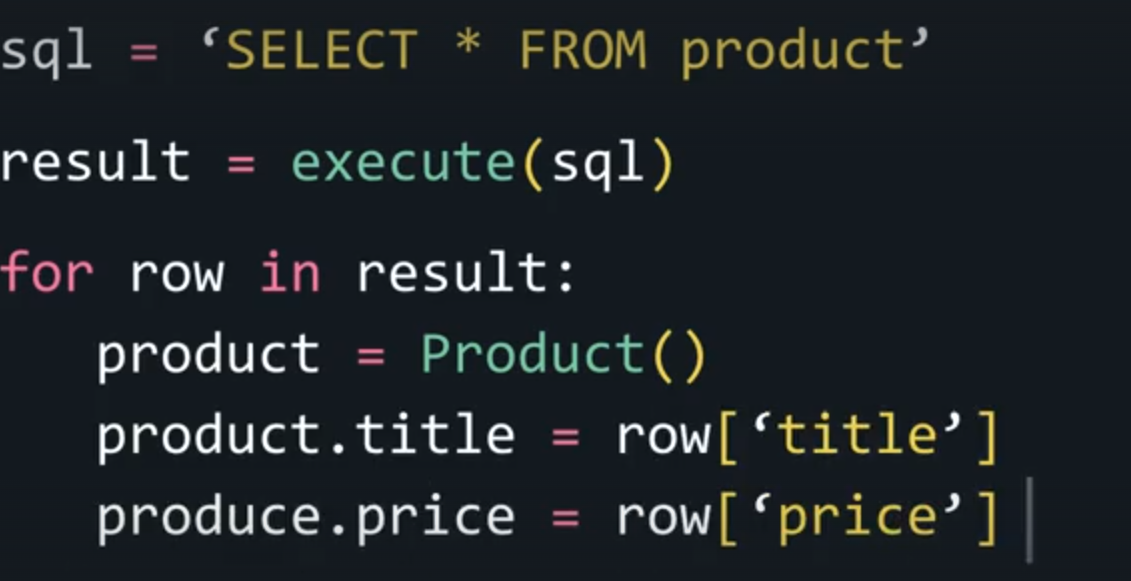 sql = ‘SELECT * FROM product’
result = execute(sql)
for row in result:
   product = Product()
   product.title = row[‘title’]
   produce.price = row[‘price’]